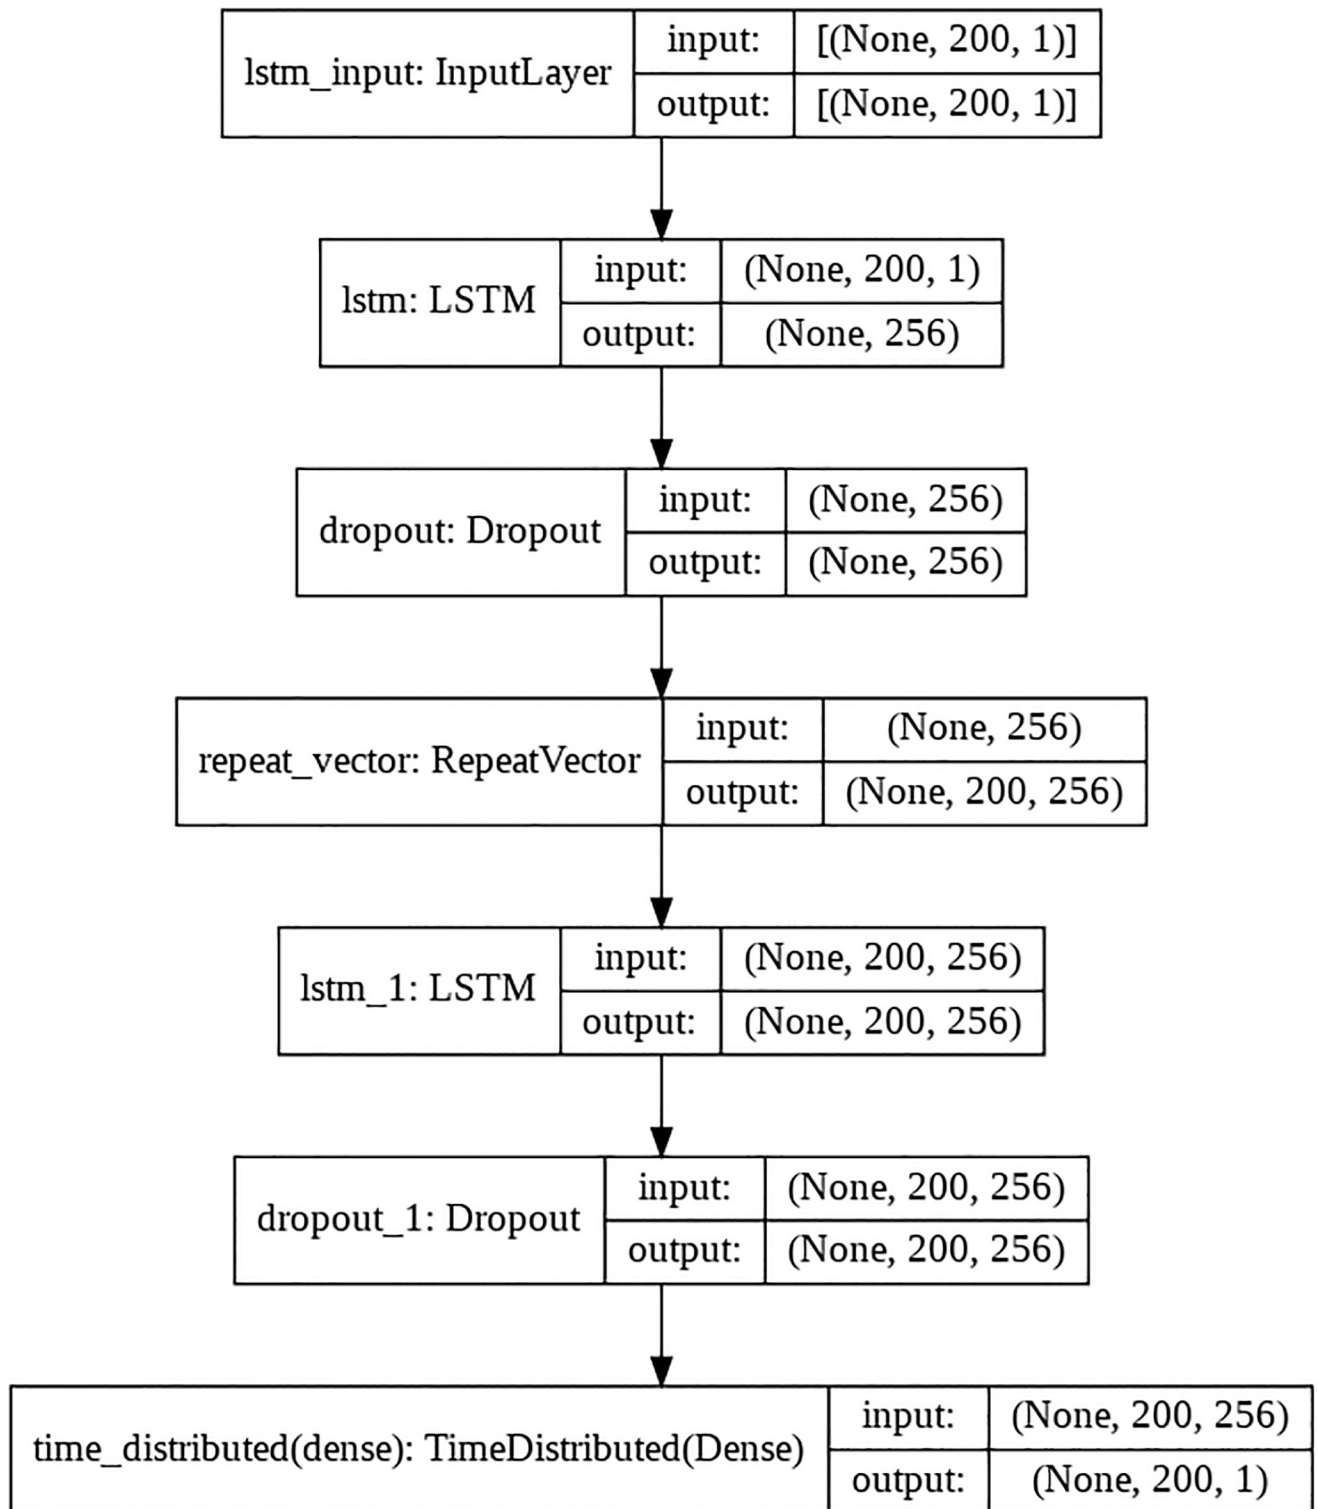 lstm_input: InputLayer
input: [(None, 200, 1)]
output: [(None, 200, 1)]
lstm: LSTM
input: (None, 200, 1)
output: (None, 256)
dropout: Dropout
input: (None, 256)
output: (None, 256)
repeat_vector: RepeatVector
input: (None, 256)
output: (None, 200, 256)
lstm_1: LSTM
input: (None, 200, 256)
output: (None, 200, 256)
dropout_1: Dropout
input: (None, 200, 256)
output: (None, 200, 256)
time_distributed(dense): TimeDistributed(Dense)
input: (None, 200, 256)
output: (None, 200, 1)